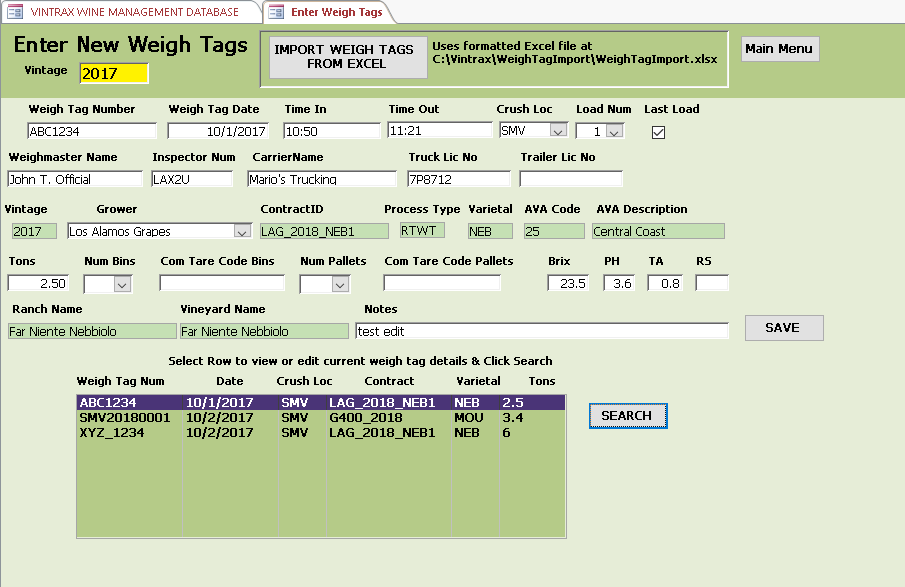 VINTRAX WINE MANAGEMENT DATABASE Enter Weigh Tags
Enter New Weigh Tags
IMPORT WEIGH TAGS
FROM EXCEL
Uses formatted Excel file at
C:\Vintrax\WeighTagImport\WeighTagImport.xlsx
Main Menu
Vintage 2017
Weigh Tag Number Weigh Tag Date Time In Time Out Crush Loc Load Num Last Load
ABC1234 10/1/2017 10:50 11:21 SMV 1
Weighmaster Name Inspector Num CarrierName Truck Lic No Trailer Lic No
John T. Official LAX2U Mario's Trucking 7P8712
Vintage Grower ContractID Process Type Varietal AVA Code AVA Description
2017 Los Alamos Grapes LAG_2018_NEB1 RTWT NEB 25 Central Coast
Tons Num Bins Com Tare Code Bins Num Pallets Com Tare Code Pallets Brix PH TA RS
2.50 23.5 3.6 0.8
Ranch Name Vineyard Name Notes
Far Niente Nebbiolo Far Niente Nebbiolo test edit
SAVE
Select Row to view or edit current weigh tag details & Click Search
Weigh Tag Num Date Crush Loc Contract Varietal Tons
ABC1234 10/1/2017 SMV LAG_2018_NEB1 NEB 2.5
SMV20180001 10/2/2017 SMV G400_2018 MOU 3.4
XYZ_1234 10/2/2017 SMV LAG_2018_NEB1 NEB 6
SEARCH